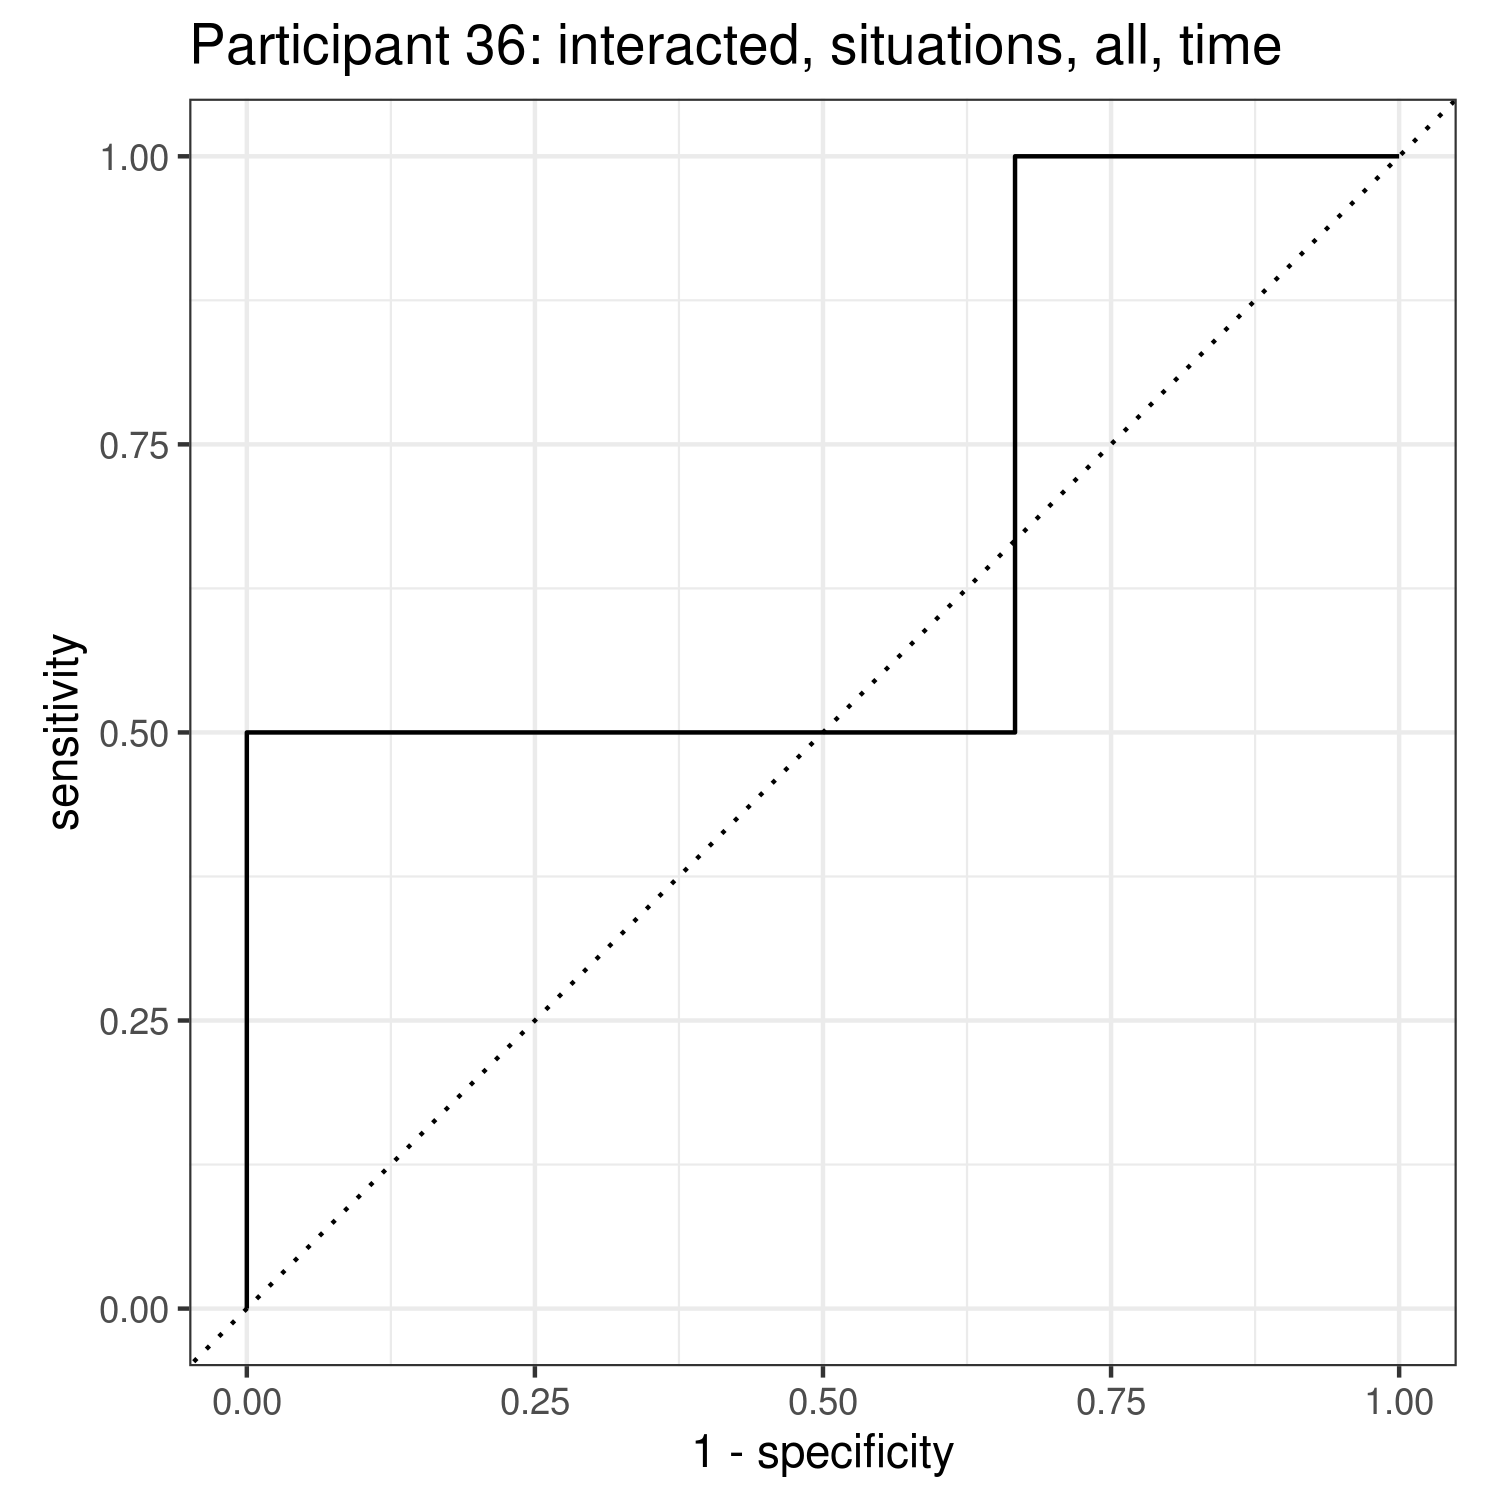 Participant 36: interacted, situations, all, time
1.00
0.75
0.50
0.25
0.00
sensitivity
0.00 0.25 0.50 0.75 1.00
1 - specificity